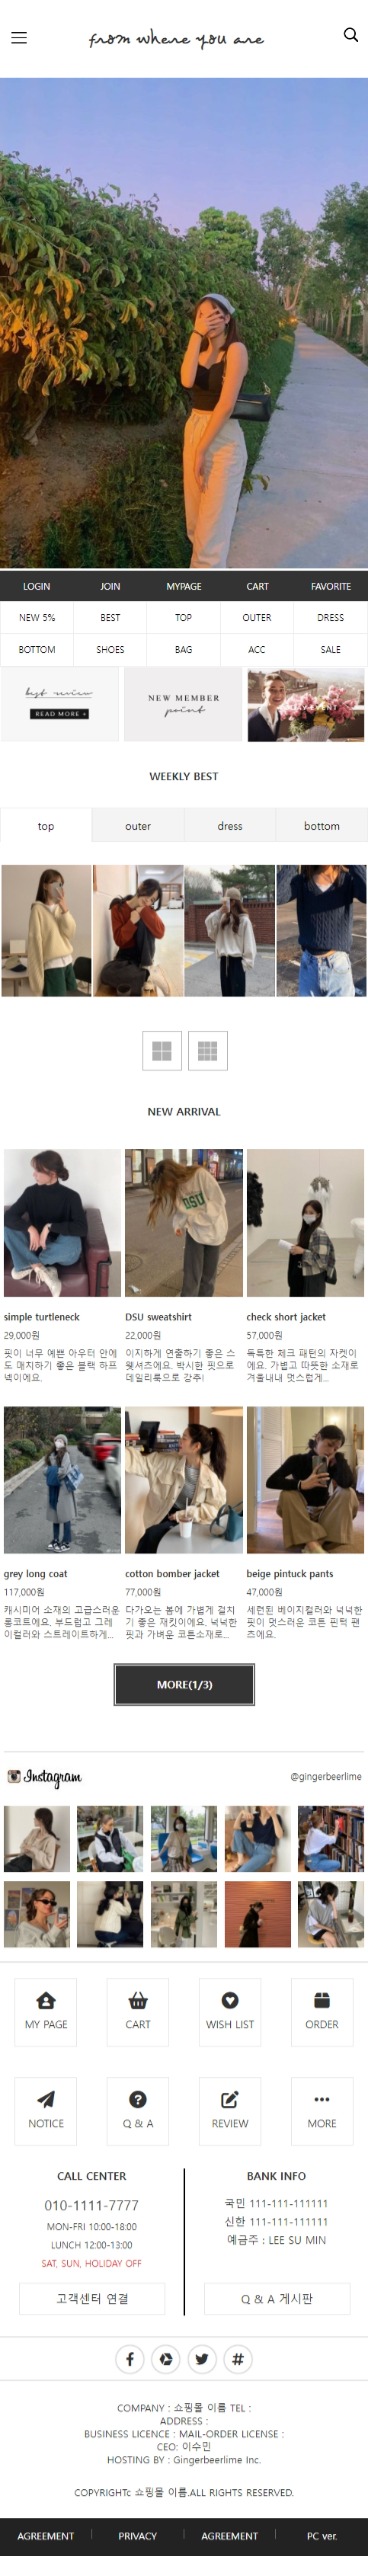 from where you are
LOGIN JOIN MYPAGE CART FAVORITE
NEW 5% BEST TOP OUTER DRESS
BOTTOM SHOES BAG ACC SALE
best review
READ MORE +
NEW MEMBER
point
WEEKLY BEST
top outer dress bottom
NEW ARRIVAL
DSU
simple turtleneck
29,000원
핏이 너무 예쁜 아우터 안에
도 매치하기 좋은 블랙 하프
넥이에요.
DSU sweatshirt
22,000원
이지하게 연출하기 좋은 스
웻셔츠에요. 박시한 핏으로
데일리룩으로 강추!
check short jacket
57,000원
독특한 체크 패턴의 자켓이
에요. 가볍고 따뜻한 소재로
겨울내내 멋스럽게...
grey long coat
117,000원
캐시미어 소재의 고급스러운
롱코트에요. 부드럽고 그레
이컬러와 스트레이트하게...
cotton bomber jacket
77,000원
다가오는 봄에 가볍게 걸치
기 좋은 재킷이에요. 넉넉한
핏과 가벼운 코튼소재로...
beige pintuck pants
47,000원
세련된 베이지컬러와 넉넉한
핏이 멋스러운 코튼 핀턱 팬
츠에요.
MORE(1/3)
Instagram @gingerbeerlime
MY PAGE CART WISH LIST ORDER
NOTICE Q & A REVIEW MORE
CALL CENTER
010-1111-7777
MON-FRI 10:00-18:00
LUNCH 12:00-13:00
SAT, SUN, HOLIDAY OFF
고객센터 연결
BANK INFO
국민 111-111-111111
신한 111-111-111111
예금주 : LEE SU MIN
Q & A 게시판
COMPANY : 쇼핑몰 이름 TEL :
ADDRESS :
BUSINESS LICENCE : MAIL-ORDER LICENSE :
CEO: 이수민
HOSTING BY : Gingerbeerlime Inc.
COPYRIGHTc 쇼핑몰 이름.ALL RIGHTS RESERVED.
AGREEMENT PRIVACY AGREEMENT PC ver.